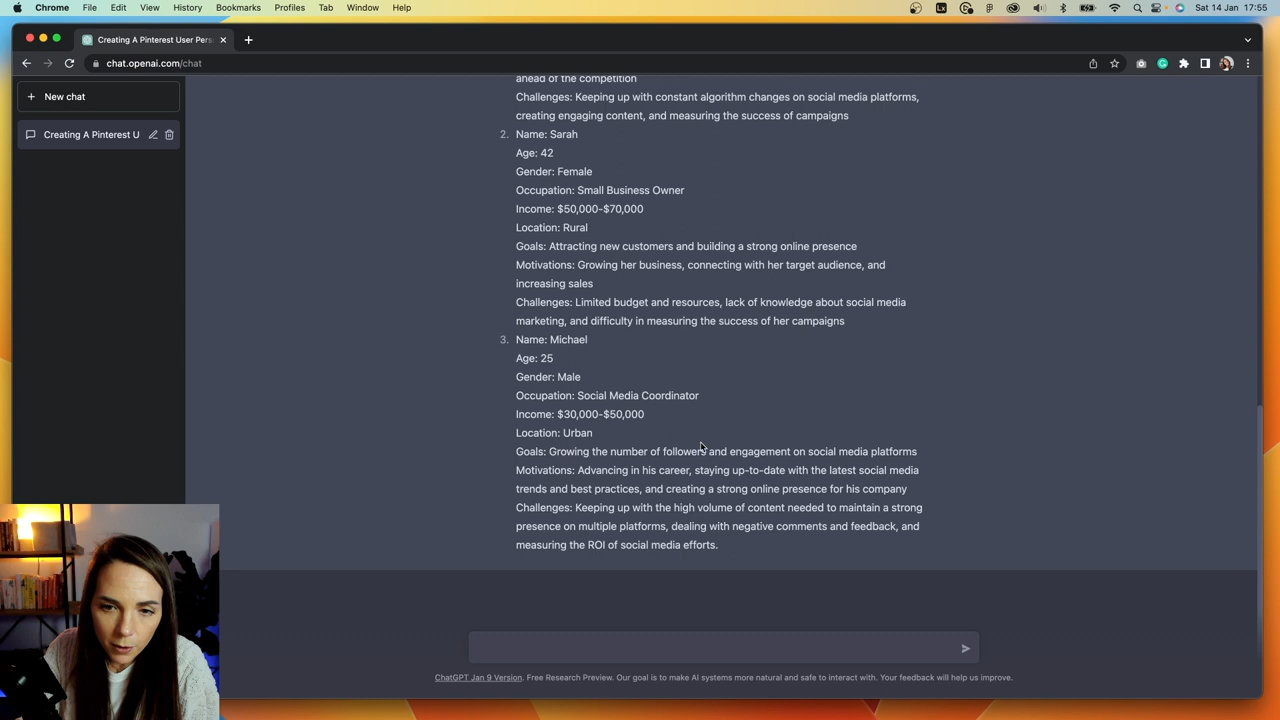 Chrome File Edit View History Bookmarks Profiles Tab Window Help Sat 14 Jan 17:55
Creating A Pinterest User Pers
chat.openai.com/chat
New chat
Creating A Pinterest U
ahead of the competition
Challenges: Keeping up with constant algorithm changes on social media platforms,
creating engaging content, and measuring the success of campaigns
2. Name: Sarah
Age: 42
Gender: Female
Occupation: Small Business Owner
Income: $50,000-$70,000
Location: Rural
Goals: Attracting new customers and building a strong online presence
Motivations: Growing her business, connecting with her target audience, and
increasing sales
Challenges: Limited budget and resources, lack of knowledge about social media
marketing, and difficulty in measuring the success of her campaigns
3. Name: Michael
Age: 25
Gender: Male
Occupation: Social Media Coordinator
Income: $30,000-$50,000
Location: Urban
Goals: Growing the number of followers and engagement on social media platforms
Motivations: Advancing in his career, staying up-to-date with the latest social media
trends and best practices, and creating a strong online presence for his company
Challenges: Keeping up with the high volume of content needed to maintain a strong
presence on multiple platforms, dealing with negative comments and feedback, and
measuring the ROI of social media efforts.
ChatGPT Jan 9 Version. Free Research Preview. Our goal is to make AI systems more natural and safe to interact with. Your feedback will help us improve.